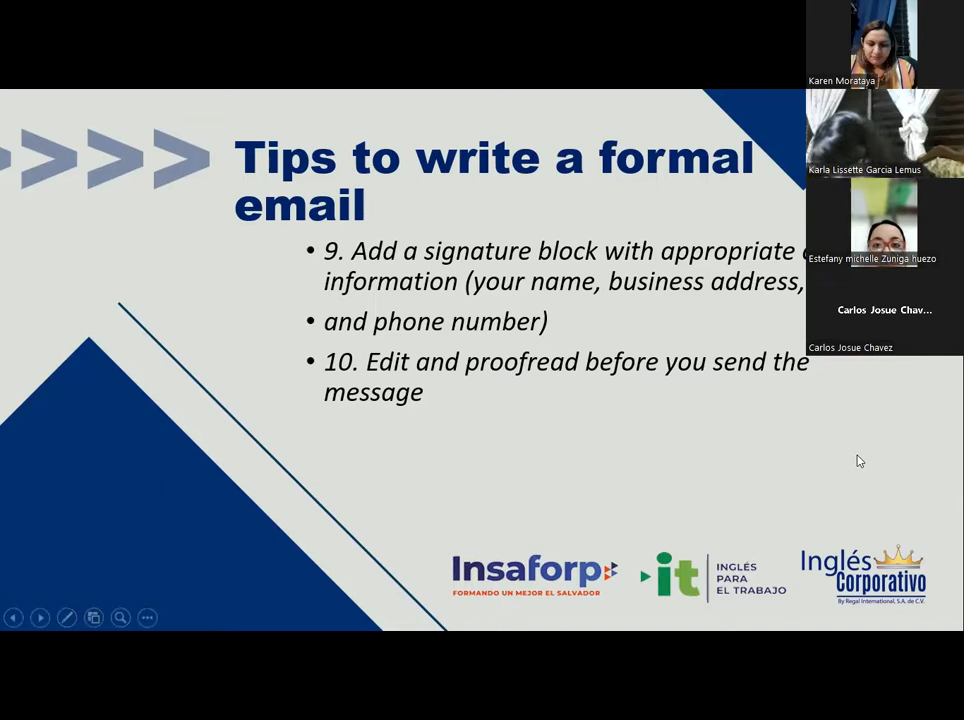 Karen Morataya
Tips to write a formal
email
Karla Lissette Garcia Lemus
• 9. Add a signature block with appropriate
information (your name, business address,
• and phone number)
• 10. Edit and proofread before you send the
message
Estefany michelle Zuniga huezo
Carlos Josue Chav...
Carlos Josue Chavez
Insaforp
FORMANDO UN MEJOR EL SALVADOR
it
INGLÉS
PARA
EL TRABAJO
Inglés
Corporativo
By Regal International, S.A. de C.V.